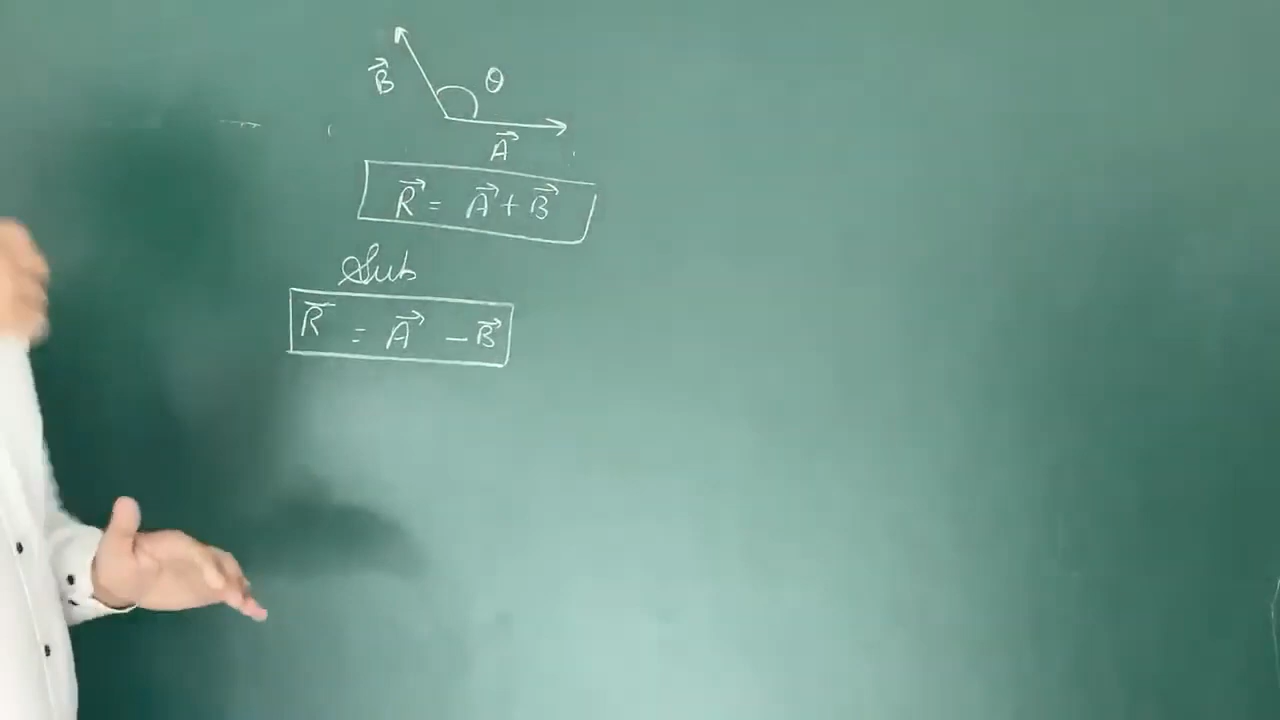 B⃗ θ
A⃗
R⃗ = A⃗ + B⃗
Sub
R⃗ = A⃗ - B⃗